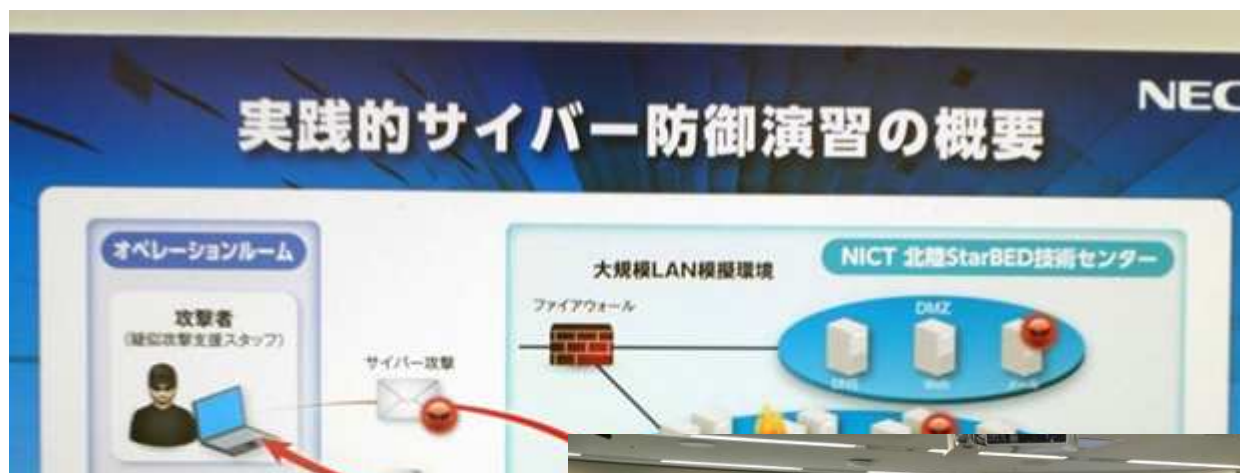 NEC
実践的サイバー防御演習の概要
オペレーションルーム
NICT 北陸StarBED技術センター
大規模LAN模擬環境
ファイアウォール
DMZ
攻撃者
(疑似攻撃支援スタッフ)
サイバー攻撃
DNS
Web